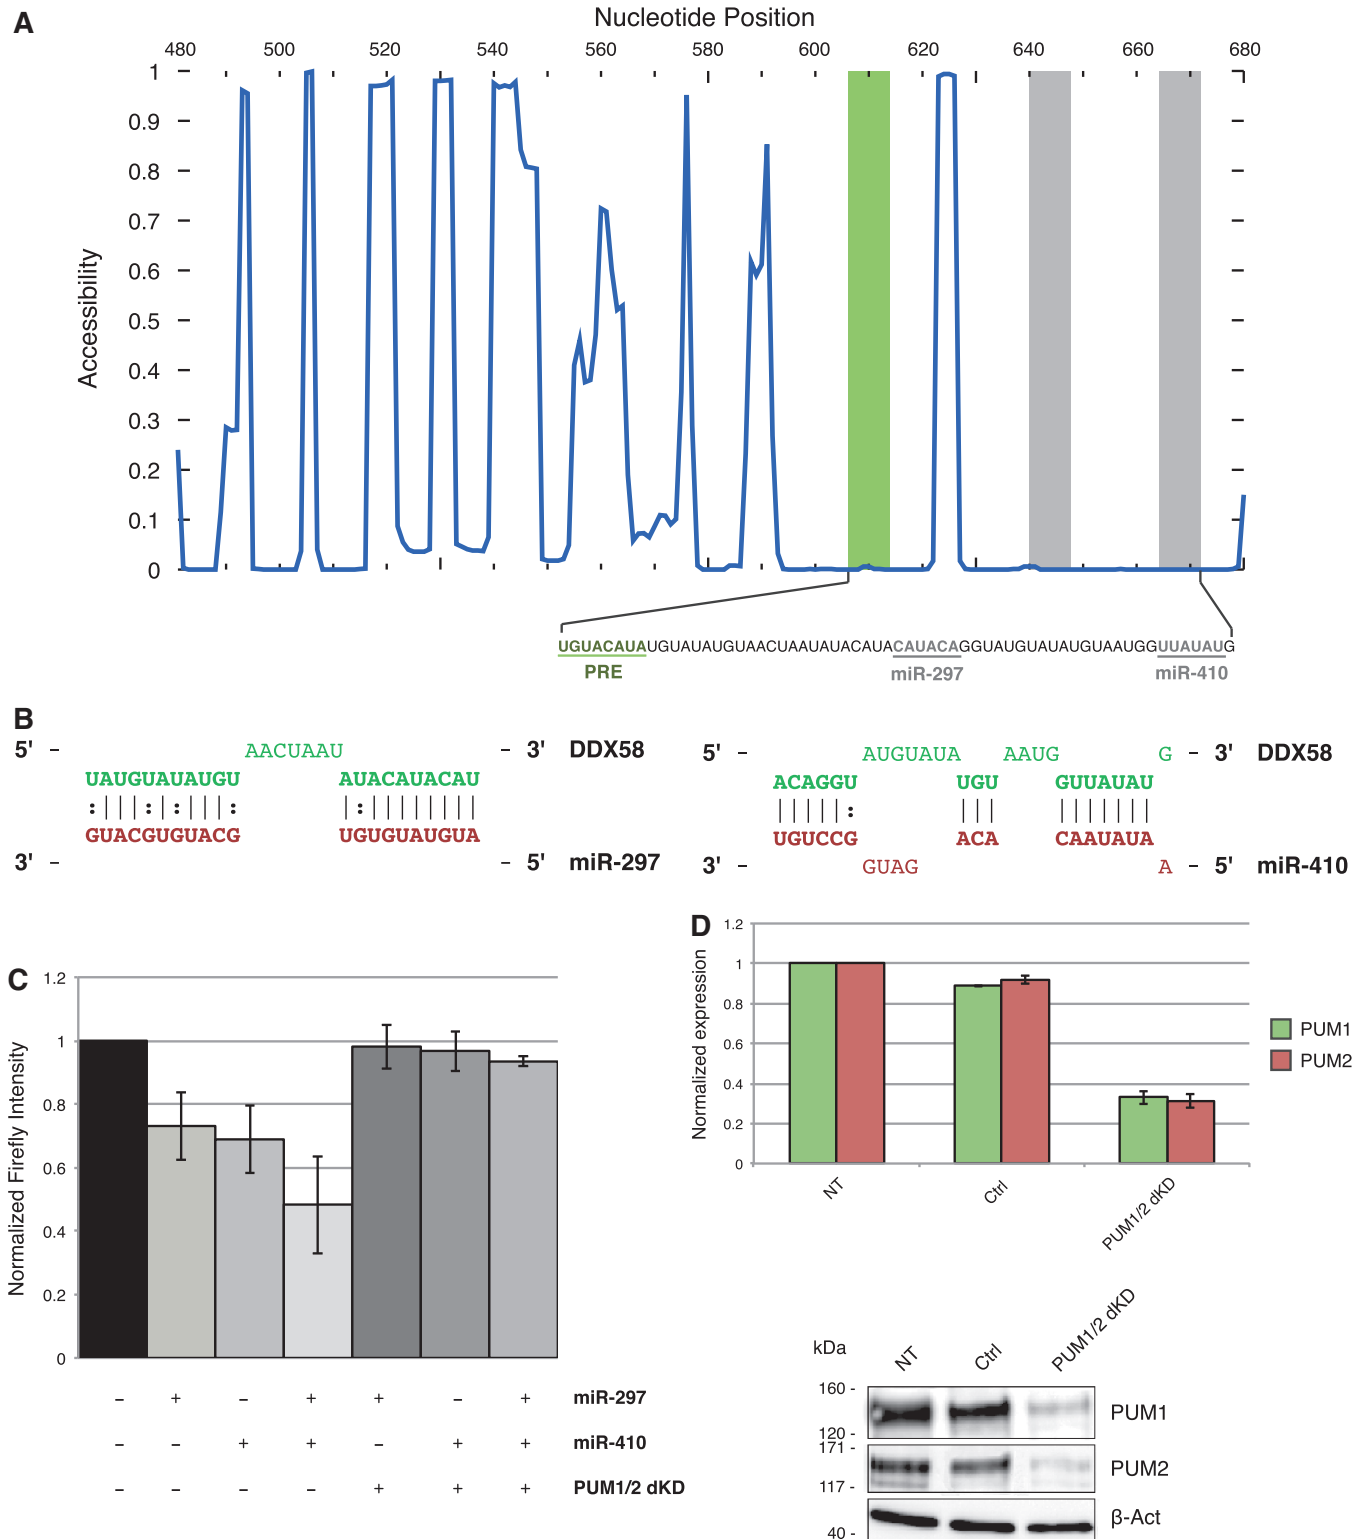 A
Nucleotide Position
480 500 520 540 560 580 600 620 640 660 680
Accessibility
1
0.9
0.8
0.7
0.6
0.5
0.4
0.3
0.2
0.1
0
UGUACAUAUGUAUAUGUAACUAAUAUACAUACAUACAGGUAUGUAUAUGUAAUGGUUAUAUG
PRE miR-297 miR-410
B
5' – AACUAAU – 3' DDX58
UAUGUAUAUGU AUACAUACAU
GUACGUGUACG UGUGUAUGUA
3' – – 5' miR-297
5' – AUGUAUA AAUG G – 3' DDX58
ACAGGU UGU GUUAUAU
UGUCCG ACA CAAUAUA
3' – GUAG A – 5' miR-410
C
Normalized Firefly Intensity
1.2
1
0.8
0.6
0.4
0.2
0
– + – + + – + miR-297
– – + + – + + miR-410
– – – – + + + PUM1/2 dKD
D
Normalized expression
1.2
1
0.8
0.6
0.4
0.2
0
NT Ctrl PUM1/2 dKD
PUM1
PUM2
kDa NT Ctrl PUM1/2 dKD
160 -
120 -
PUM1
171 -
117 -
PUM2
40 -
β-Act